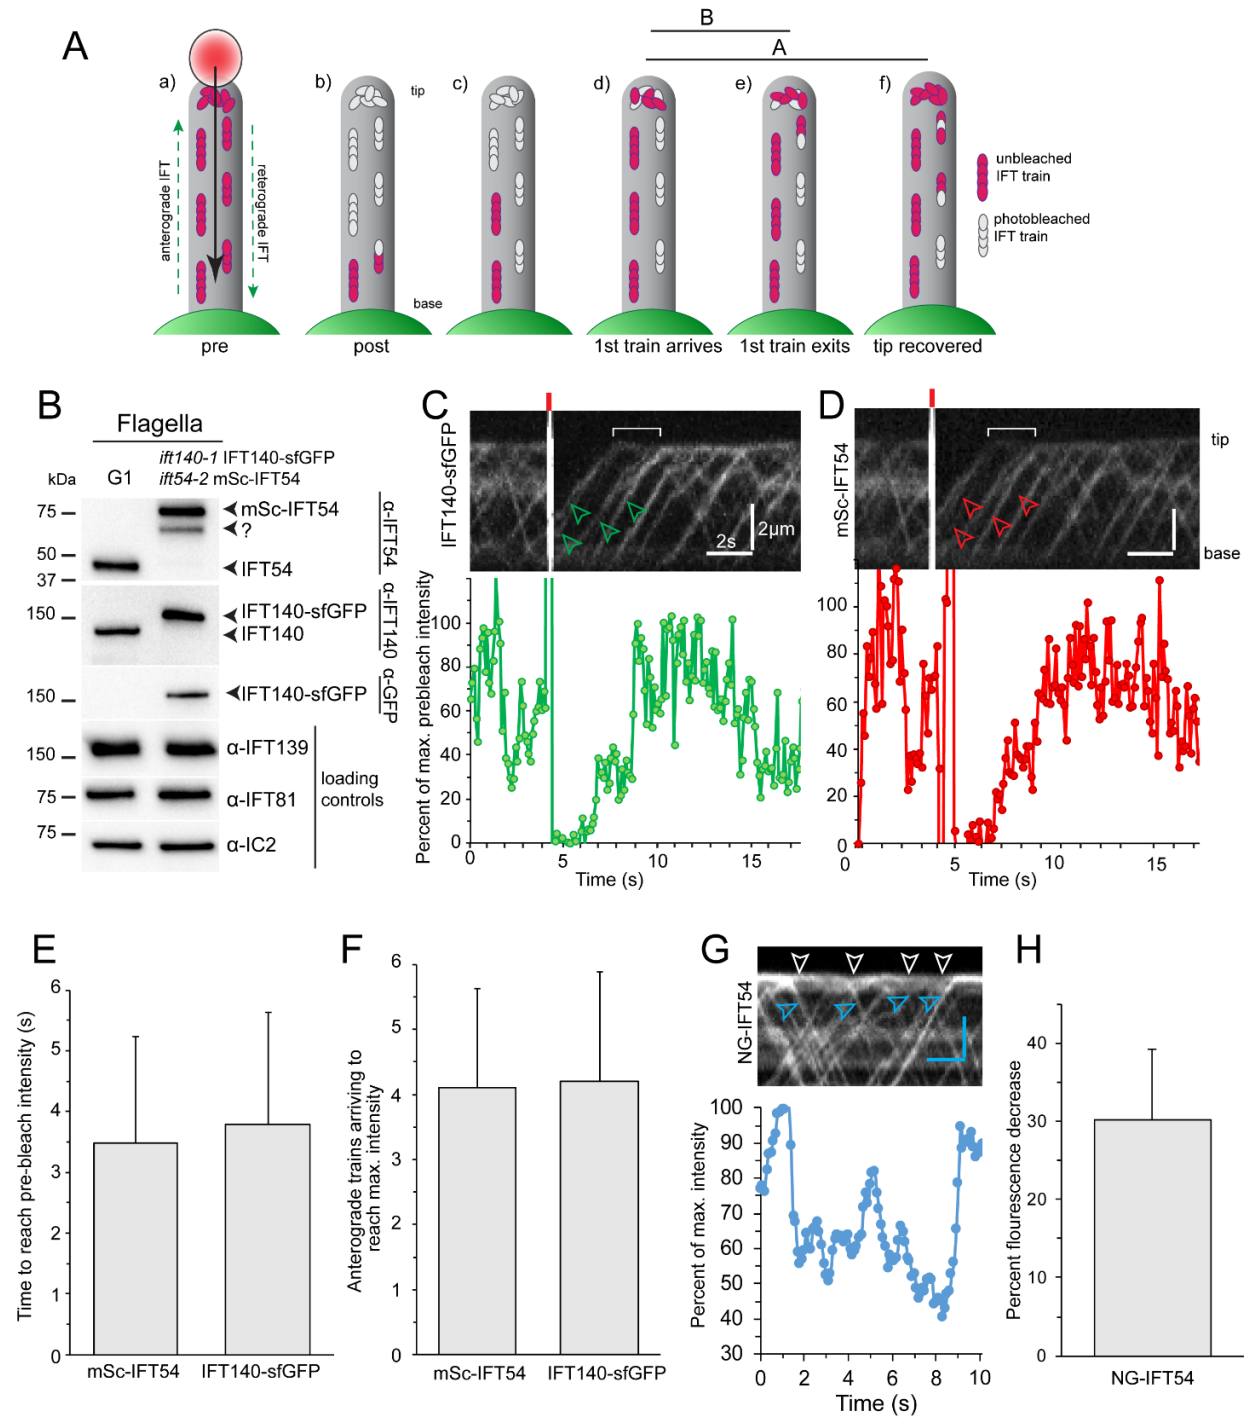 A
B
A
a)
b)
c)
d)
e)
f)
tip
anterograde IFT
reterograde IFT
unbleached
IFT train
photobleached
IFT train
base
pre
post
1st train arrives
1st train exits
tip recovered
B
Flagella
kDa
G1
ift140-1 IFT140-sfGFP
ift54-2 mSc-IFT54
75
mSc-IFT54
?
50
IFT54
37
α-IFT54
150
IFT140-sfGFP
IFT140
α-IFT140
150
IFT140-sfGFP
α-GFP
150
α-IFT139
75
α-IFT81
75
α-IC2
loading
controls
C
IFT140-sfGFP
2s
2μm
Percent of max. prebleach intensity
100
80
60
40
20
0
0
5
10
15
Time (s)
D
mSc-IFT54
tip
base
100
80
60
40
20
0
0
5
10
15
Time (s)
E
Time to reach pre-bleach intensity (s)
6
5
4
3
2
1
0
mSc-IFT54
IFT140-sfGFP
F
Anterograde trains arriving to
reach max. intensity
6
5
4
3
2
1
0
mSc-IFT54
IFT140-sfGFP
G
NG-IFT54
Percent of max. intensity
100
90
80
70
60
50
40
30
0
2
4
6
8
10
Time (s)
H
Percent flourescence decrease
40
30
20
10
0
NG-IFT54